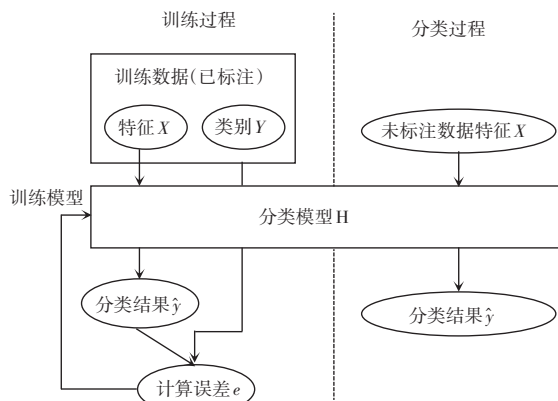 训练过程
分类过程
训练数据(已标注)
特征X
类别Y
未标注数据特征X
训练模型
分类模型H
分类结果ŷ
分类结果ŷ
计算误差e